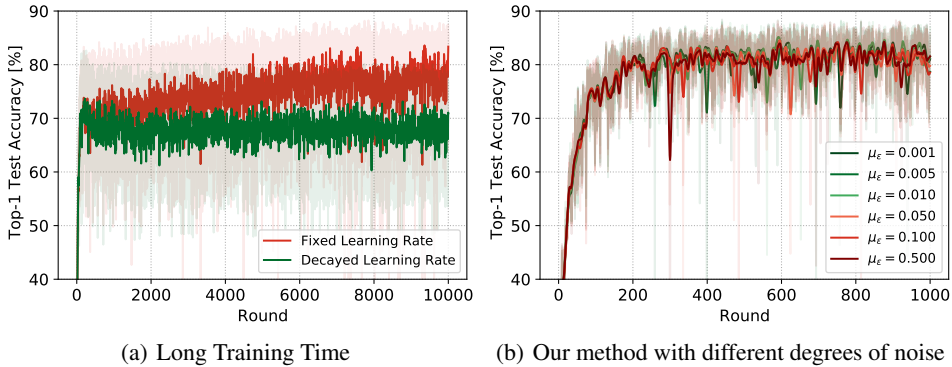 90
80
70
60
50
40
Top-1 Test Accuracy [%]
0
2000
4000
6000
8000
10000
Round
Fixed Learning Rate
Decayed Learning Rate
(a) Long Training Time
90
80
70
60
50
40
Top-1 Test Accuracy [%]
0
200
400
600
800
1000
Round
με = 0.001
με = 0.005
με = 0.010
με = 0.050
με = 0.100
με = 0.500
(b) Our method with different degrees of noise